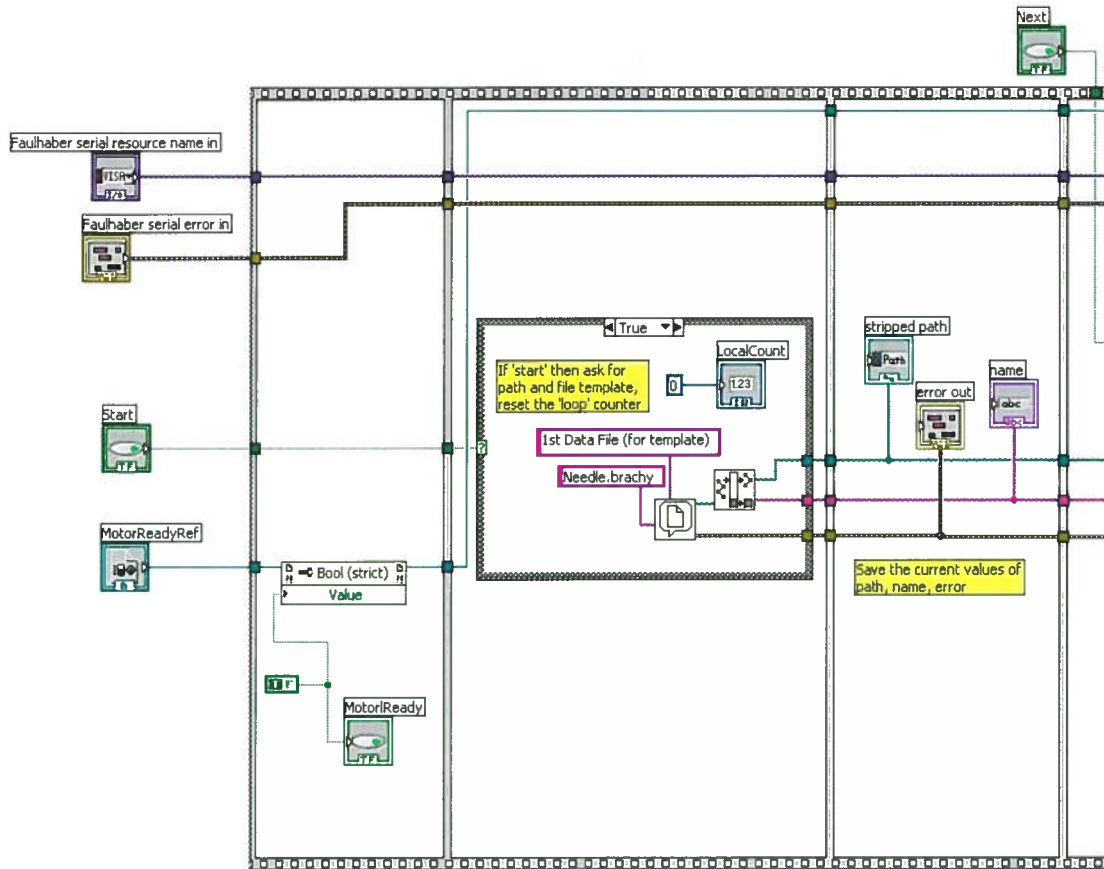 Next
Faulhaber serial resource name in
VISA
I/O
Faulhaber serial error in
True
stripped path
Path
LocalCount
If 'start' then ask for
path and file template,
reset the 'loop' counter
0
1.23
name
abc
error out
Start
TF
1st Data File (for template)
Needle.brachy
MotorReadyRef
Bool (strict)
Value
Save the current values of
path, name, error
MotorlReady
TF